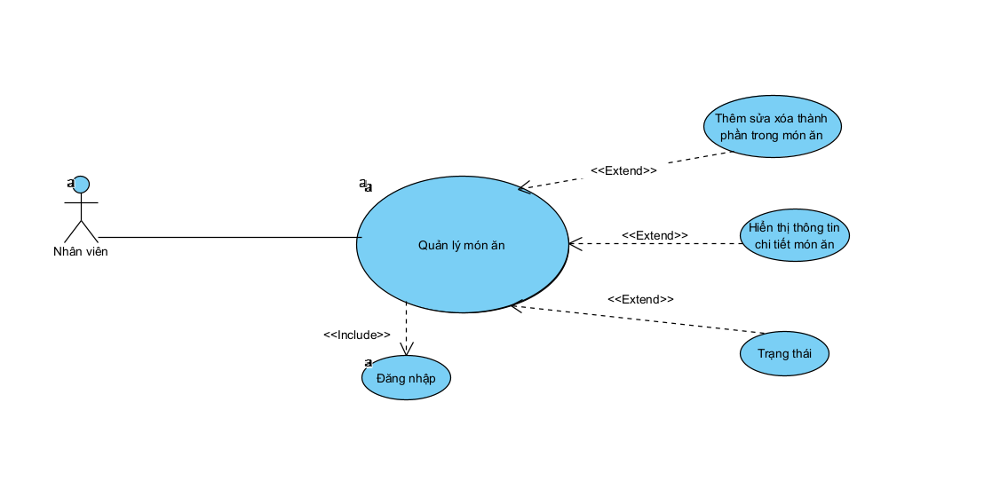 Thêm sửa xóa thành
phần trong món ăn
<<Extend>>
a
a
a
Nhân viên
Quản lý món ăn
<<Extend>>
Hiển thị thông tin
chi tiết món ăn
<<Extend>>
<<Include>>
Trạng thái
a
Đăng nhập